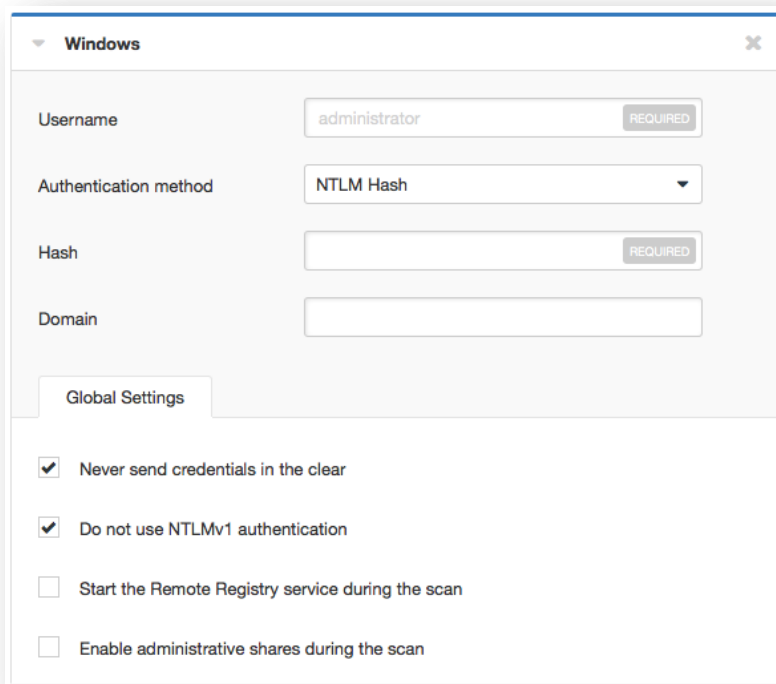 Windows
Username administrator REQUIRED
Authentication method NTLM Hash
Hash REQUIRED
Domain
Global Settings
Never send credentials in the clear
Do not use NTLMv1 authentication
Start the Remote Registry service during the scan
Enable administrative shares during the scan